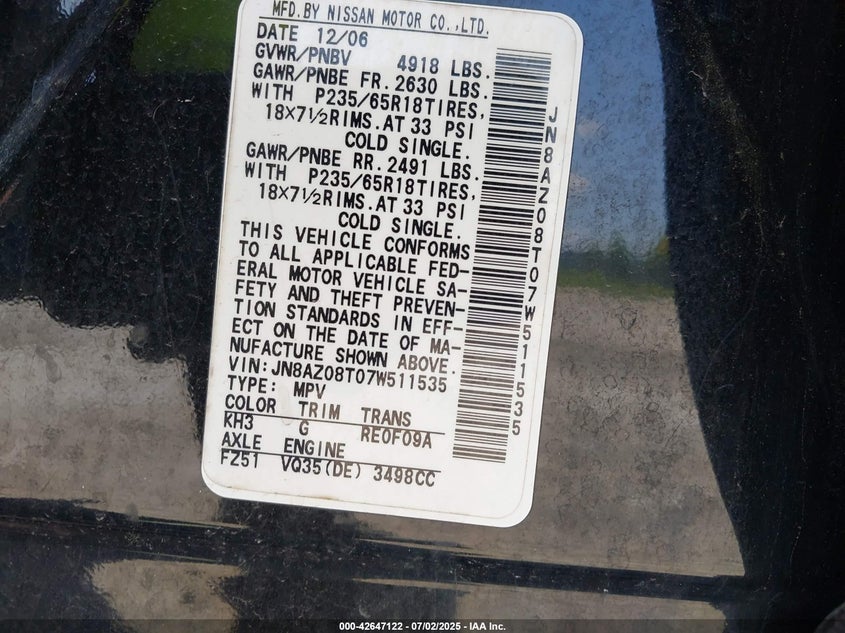 MFD.BY NISSAN MOTOR CO.,LTD.
DATE 12/06
GVWR/PNBV 4918 LBS.
GAWR/PNBE FR. 2630 LBS.
WITH P235/65R18TIRES,
18×7½RIMS.AT 33 PSI
COLD SINGLE.
GAWR/PNBE RR. 2491 LBS.
WITH P235/65R18TIRES,
18×7½RIMS.AT 33 PSI
COLD SINGLE.
THIS VEHICLE CONFORMS
TO ALL APPLICABLE FED-
ERAL MOTOR VEHICLE SA-
FETY AND THEFT PREVEN-
TION STANDARDS IN EFF-
ECT ON THE DATE OF MA-
NUFACTURE SHOWN ABOVE.
VIN:JN8AZ08T07W511535
TYPE: MPV
COLOR TRIM TRANS
KH3 G RE0F09A
AXLE ENGINE
FZ51 VQ35(DE) 3498CC
JN8AZ08T07W511535
000-42647122 - 07/02/2025 - IAA Inc.